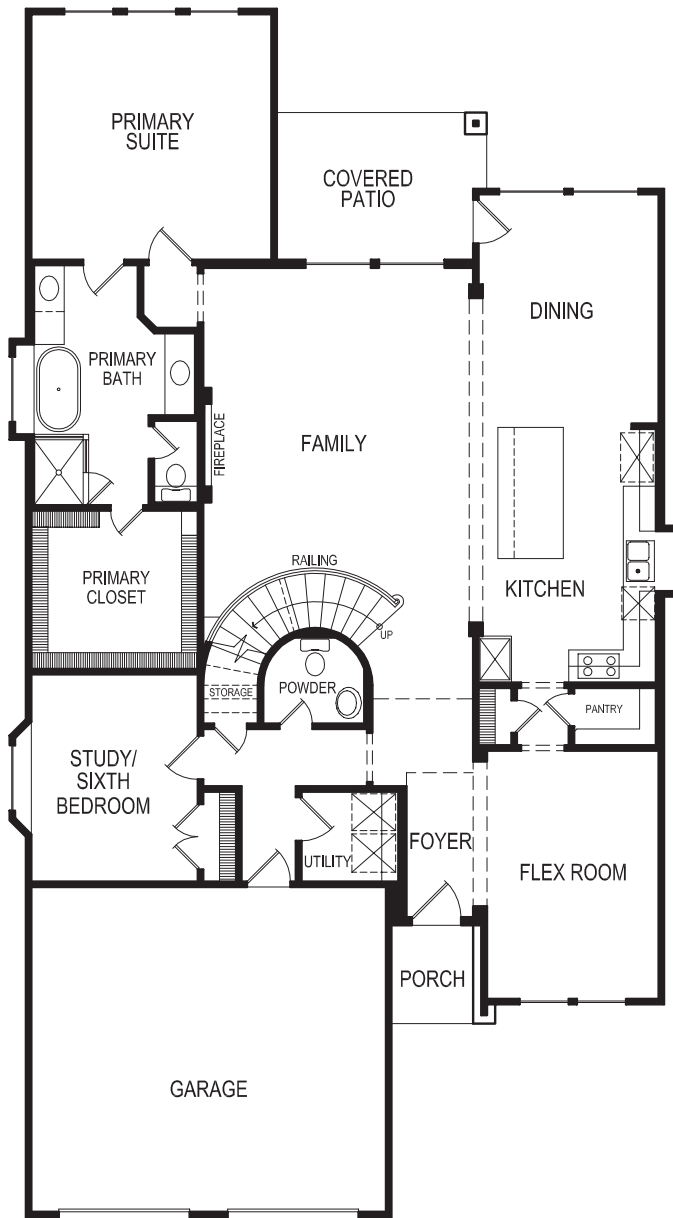 PRIMARY
SUITE
COVERED
PATIO
DINING
PRIMARY
BATH
FIREPLACE
FAMILY
RAILING
PRIMARY
CLOSET
KITCHEN
UP
STORAGE
POWDER
PANTRY
STUDY/
SIXTH
BEDROOM
UTILITY
FOYER
FLEX ROOM
PORCH
GARAGE